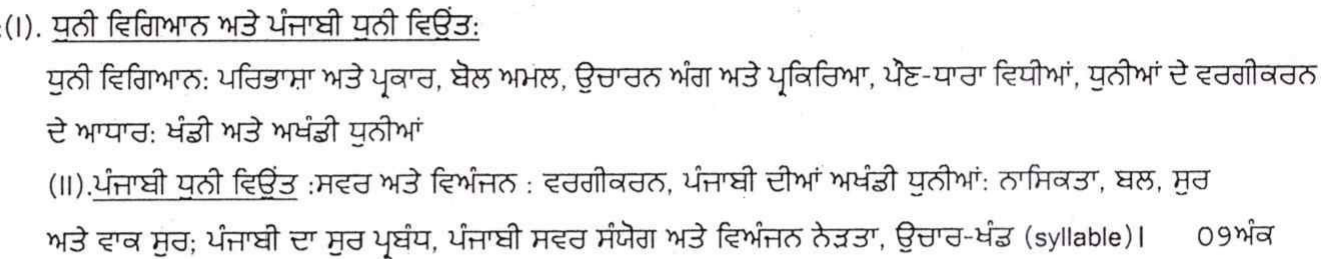 :(I). ਧੁਨੀ ਵਿਗਿਆਨ ਅਤੇ ਪੰਜਾਬੀ ਧੁਨੀ ਵਿਉਂਤ:
ਧੁਨੀ ਵਿਗਿਆਨ: ਪਰਿਭਾਸ਼ਾ ਅਤੇ ਪ੍ਰਕਾਰ, ਬੋਲ ਅਮਲ, ਉਚਾਰਨ ਅੰਗ ਅਤੇ ਪ੍ਰਕਿਰਿਆ, ਪੌਣ-ਧਾਰਾ ਵਿਧੀਆਂ, ਧੁਨੀਆਂ ਦੇ ਵਰਗੀਕਰਨ
ਦੇ ਆਧਾਰ: ਖੰਡੀ ਅਤੇ ਅਖੰਡੀ ਧੁਨੀਆਂ
(II).ਪੰਜਾਬੀ ਧੁਨੀ ਵਿਉਂਤ :ਸਵਰ ਅਤੇ ਵਿਅੰਜਨ : ਵਰਗੀਕਰਨ, ਪੰਜਾਬੀ ਦੀਆਂ ਅਖੰਡੀ ਧੁਨੀਆਂ: ਨਾਸਿਕਤਾ, ਬਲ, ਸੁਰ
ਅਤੇ ਵਾਕ ਸੁਰ; ਪੰਜਾਬੀ ਦਾ ਸੁਰ ਪ੍ਰਬੰਧ, ਪੰਜਾਬੀ ਸਵਰ ਸੰਯੋਗ ਅਤੇ ਵਿਅੰਜਨ ਨੇੜਤਾ, ਉਚਾਰ-ਖੰਡ (syllable)। 09ਅੰਕ